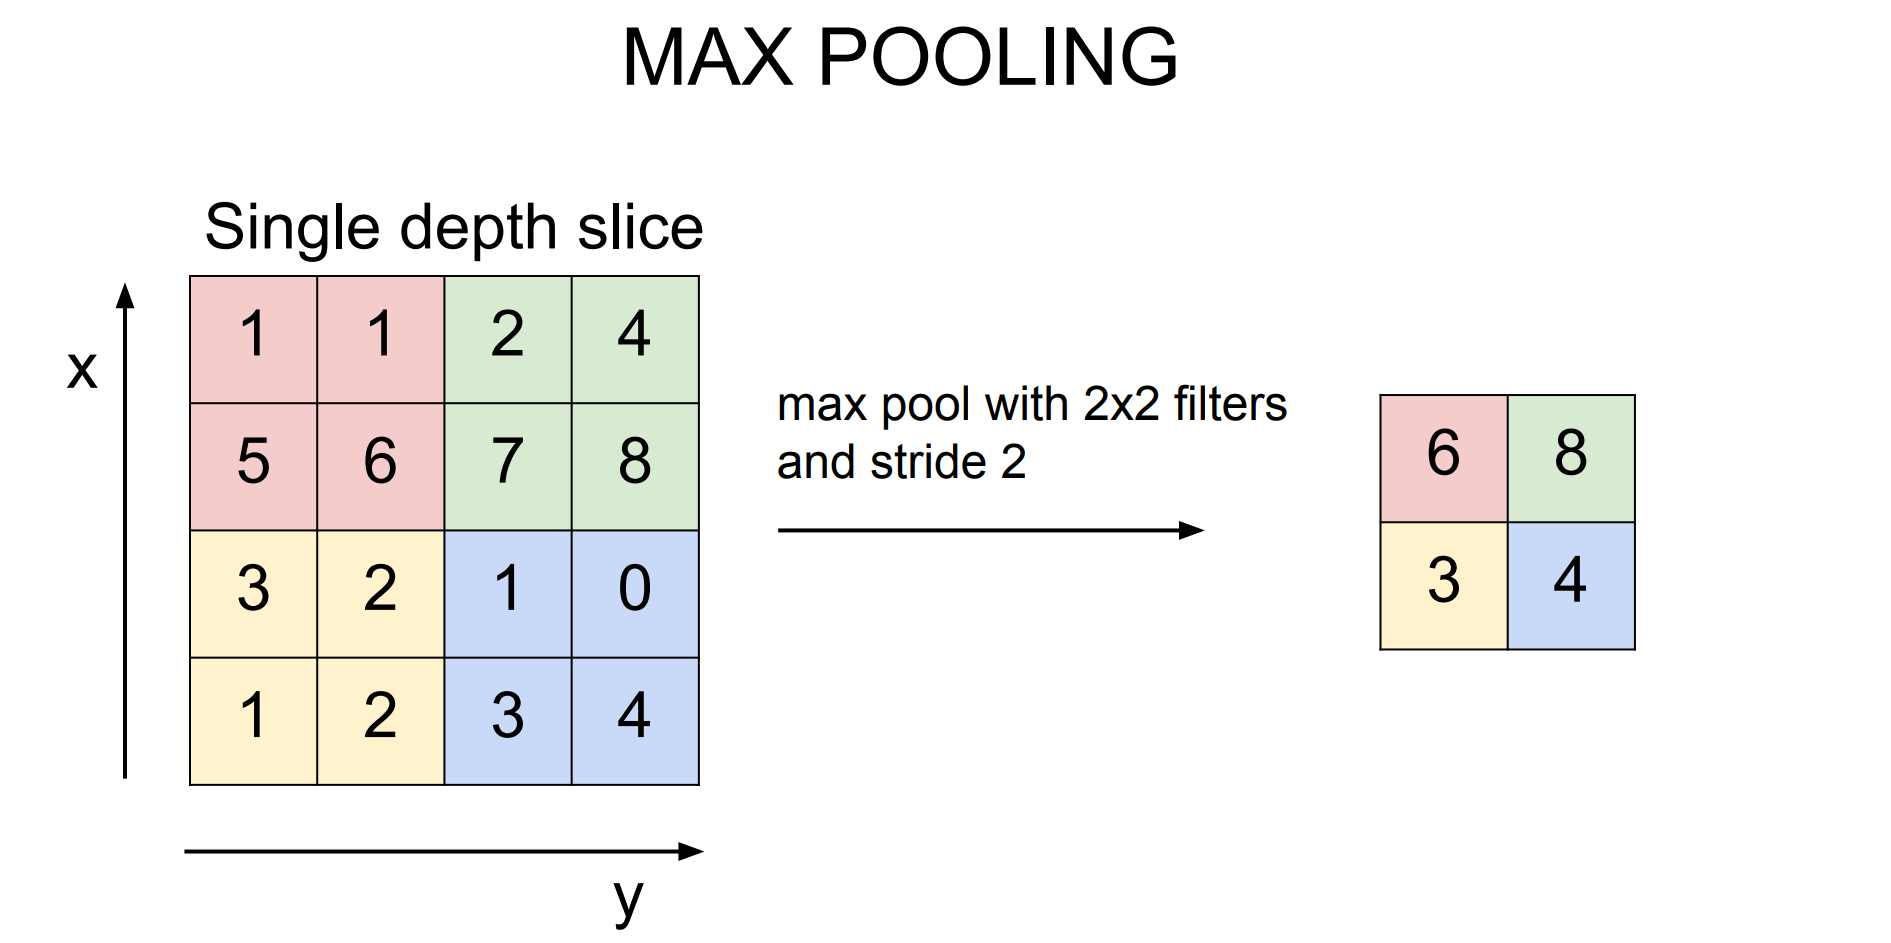 MAX POOLING
Single depth slice
x
1 1 2 4
5 6 7 8
3 2 1 0
1 2 3 4
y
max pool with 2x2 filters
and stride 2
6 8
3 4